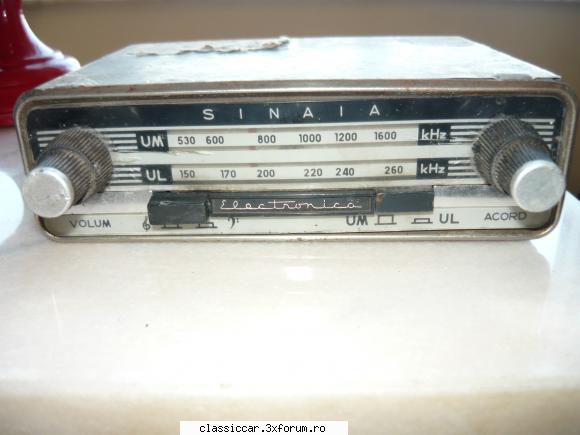 SINAIA
UM 530 600 800 1000 1200 1600 kHz
UL 150 170 200 220 240 260 kHz
Electronica
VOLUM UM UL ACORD
classiccar.3xforum.ro